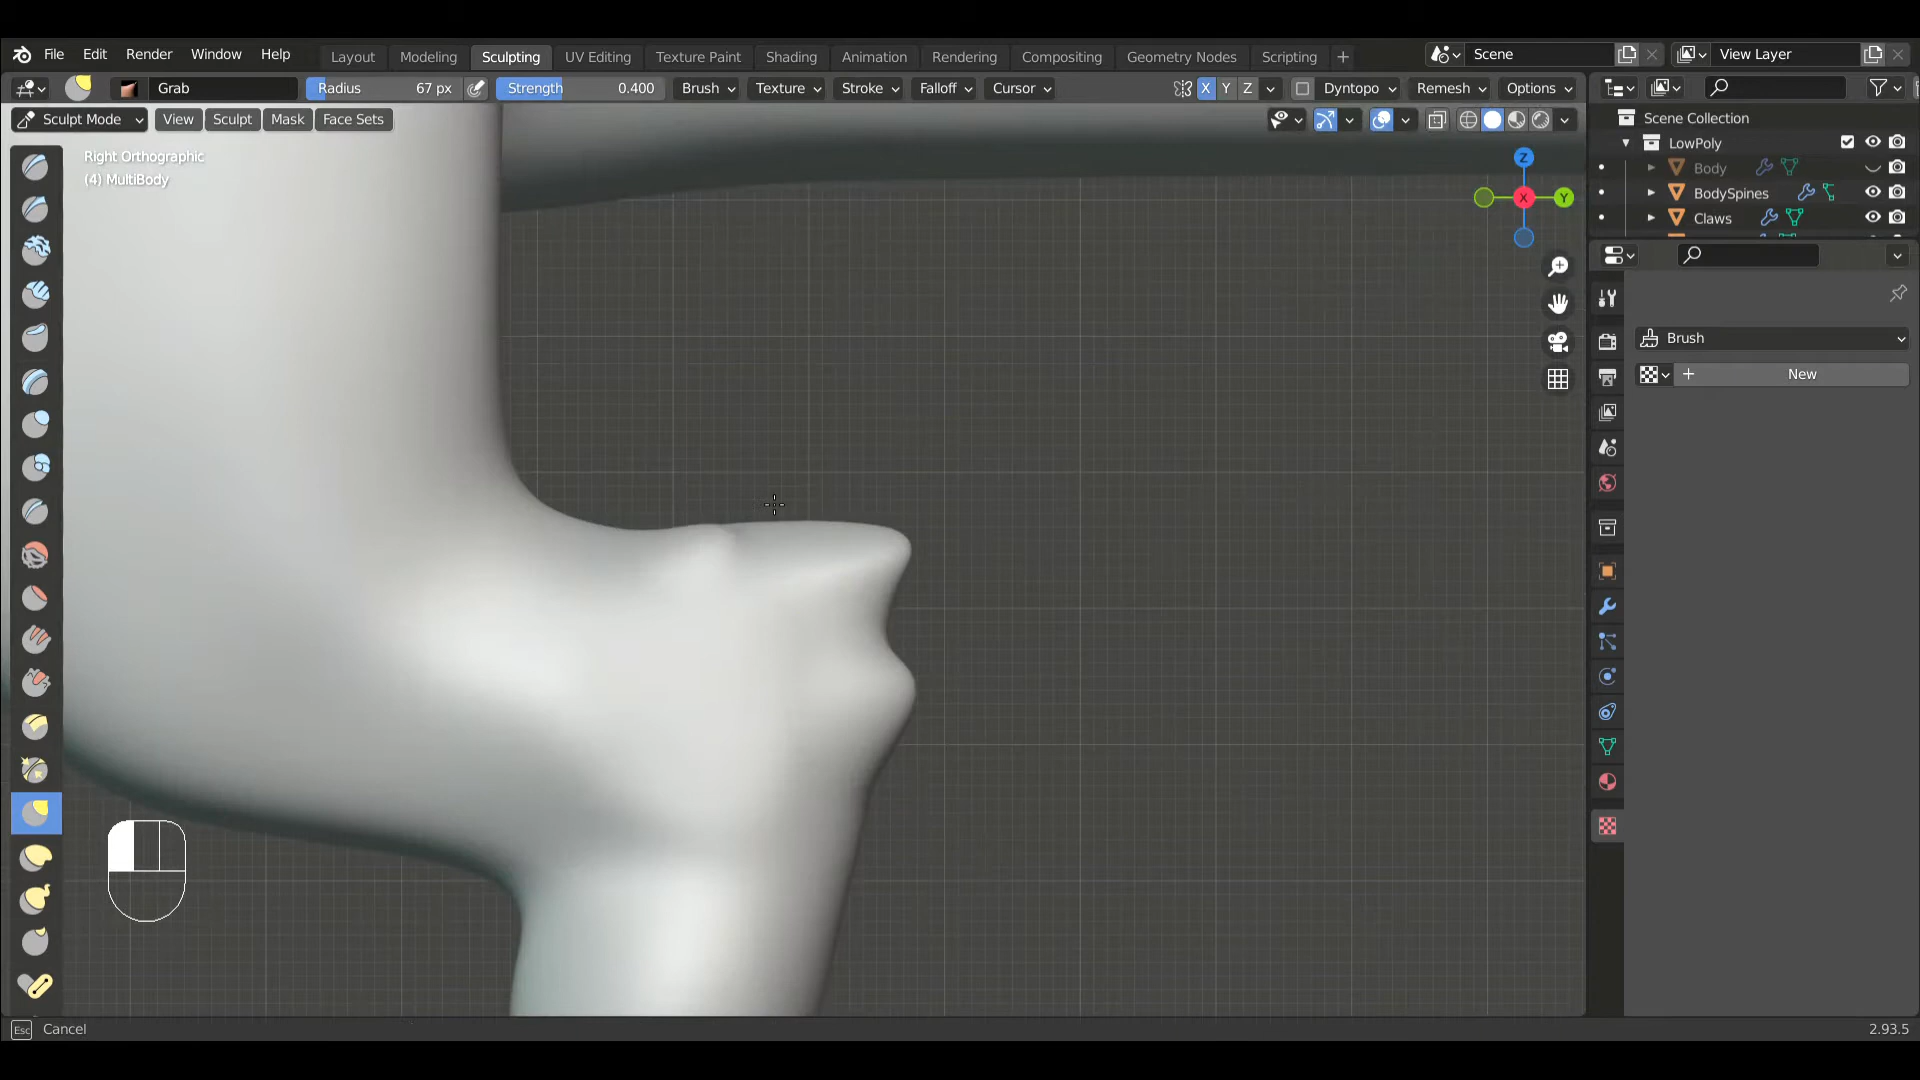 File Edit Render Window Help Layout Modeling Sculpting UV Editing Texture Paint Shading Animation Rendering Compositing Geometry Nodes Scripting + Scene View Layer
Grab Radius 67 px Strength 0.400 Brush Texture Stroke Falloff Cursor X Y Z Dyntopo Remesh Options
Sculpt Mode View Sculpt Mask Face Sets
Scene Collection
LowPoly
Right Orthographic
Z
Body
(4) MultiBody
BodySpines
X Y
Claws
Brush
+ New
Esc Cancel
2.93.5